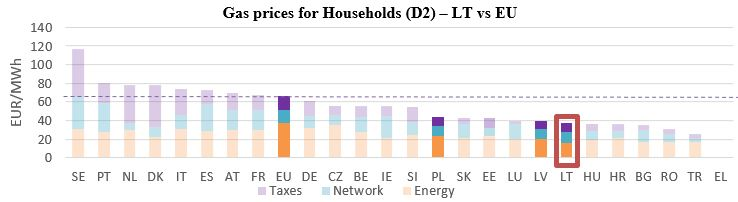 Gas prices for Households (D2) – LT vs EU
EUR/MWh
140
120
100
80
60
40
20
0
SE PT NL DK IT ES AT FR EU DE CZ BE IE SI PL SK EE LU LV LT HU HR BG RO TR EL
Taxes Network Energy